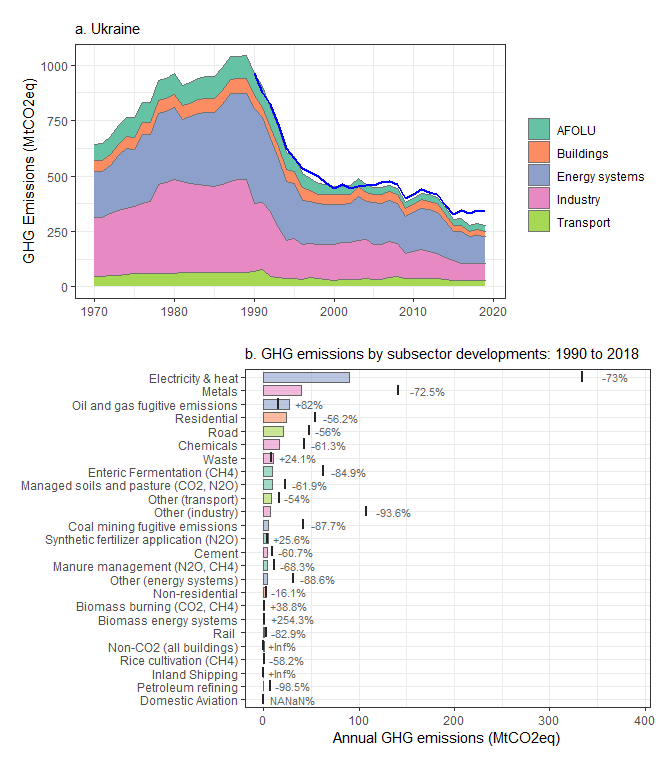 a. Ukraine
GHG Emissions (MtCO2eq)
1000
750
500
250
0
1970
1980
1990
2000
2010
2020
AFOLU
Buildings
Energy systems
Industry
Transport
b. GHG emissions by subsector developments: 1990 to 2018
Electricity & heat -73%
Metals -72.5%
Oil and gas fugitive emissions +82%
Residential -56.2%
Road -56%
Chemicals -61.3%
Waste +24.1%
Enteric Fermentation (CH4) -84.9%
Managed soils and pasture (CO2, N2O) -61.9%
Other (transport) -54%
Other (industry) -93.6%
Coal mining fugitive emissions -87.7%
Synthetic fertilizer application (N2O) +25.6%
Cement -60.7%
Manure management (N2O, CH4) -68.3%
Other (energy systems) -88.6%
Non-residential -16.1%
Biomass burning (CO2, CH4) +38.8%
Biomass energy systems +254.3%
Rail -82.9%
Non-CO2 (all buildings) +Inf%
Rice cultivation (CH4) -58.2%
Inland Shipping +Inf%
Petroleum refining -98.5%
Domestic Aviation NANaN%
0
100
200
300
400
Annual GHG emissions (MtCO2eq)